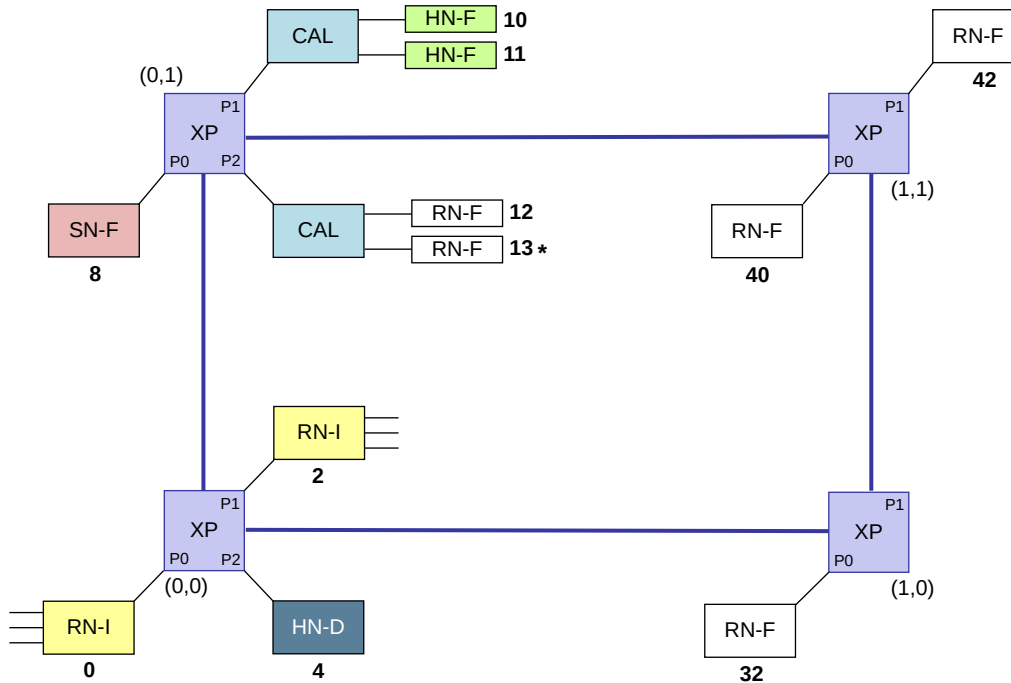 HN-F 10
CAL
HN-F 11
RN-F
42
(0,1)
P1
XP
P0 P2
P1
XP
P0
(1,1)
SN-F
8
CAL
RN-F 12
RN-F 13 *
RN-F
40
RN-I
2
P1
XP
P0 P2
(0,0)
P1
XP
P0
(1,0)
RN-I
0
HN-D
4
RN-F
32